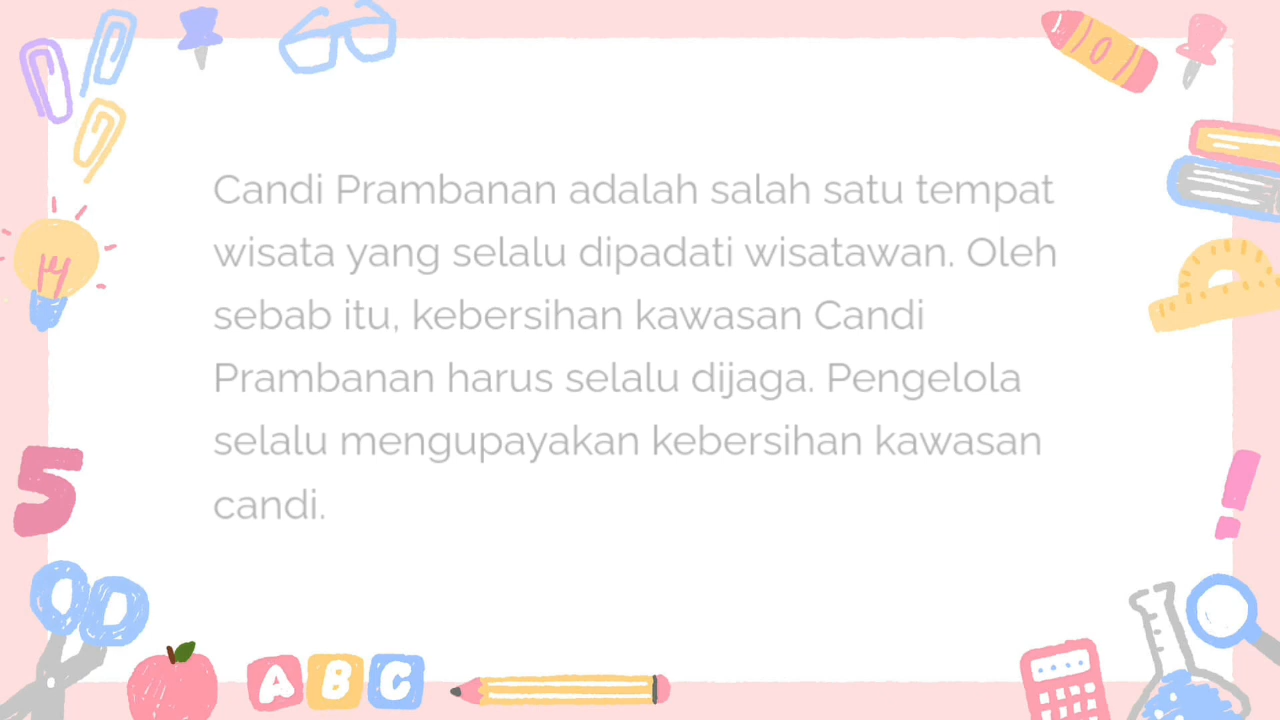 Candi Prambanan adalah salah satu tempat
wisata yang selalu dipadati wisatawan. Oleh
sebab itu, kebersihan kawasan Candi
Prambanan harus selalu dijaga. Pengelola
selalu mengupayakan kebersihan kawasan
candi.
5
!
A B C